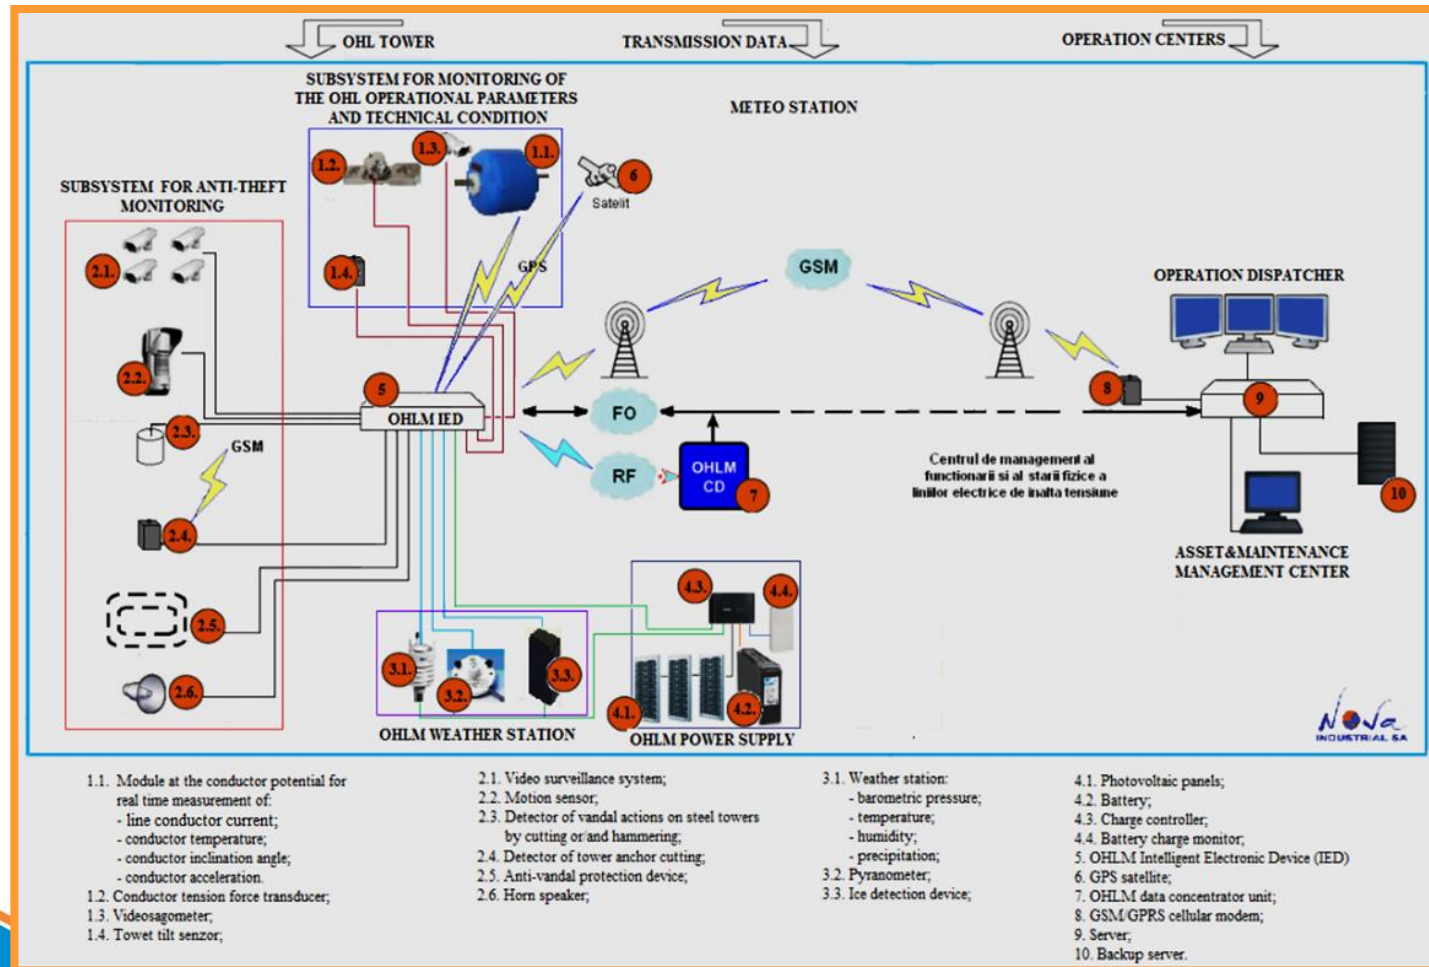 OHL TOWER
TRANSMISSION DATA
OPERATION CENTERS
SUBSYSTEM FOR MONITORING OF
THE OHL OPERATIONAL PARAMETERS
AND TECHNICAL CONDITION
METEO STATION
1.2.
1.3.
1.1.
6
Satelit
SUBSYSTEM FOR ANTI-THEFT
MONITORING
2.1.
1.4.
GPS
GSM
OPERATION DISPATCHER
2.2.
5
OHLM IED
FO
8
9
2.3.
GSM
RF
OHLM
CD
7
Centrul de management al
functionarii si al starii fizice a
liniilor electrice de inalta tensiune
10
2.4.
ASSET&MAINTENANCE
MANAGEMENT CENTER
2.5.
4.3.
4.4.
2.6.
3.1.
3.2.
3.3.
4.1.
4.2.
OHLM WEATHER STATION
OHLM POWER SUPPLY
Nova
INDUSTRIAL SA
1.1. Module at the conductor potential for
real time measurement of:
- line conductor current;
- conductor temperature;
- conductor inclination angle;
- conductor acceleration.
1.2. Conductor tension force transducer;
1.3. Videosagometer;
1.4. Towet tilt senzor;
2.1. Video surveillance system;
2.2. Motion sensor;
2.3. Detector of vandal actions on steel towers
by cutting or/and hammering;
2.4. Detector of tower anchor cutting;
2.5. Anti-vandal protection device;
2.6. Horn speaker;
3.1. Weather station:
- barometric pressure;
- temperature;
- humidity;
- precipitation;
3.2. Pyranometer;
3.3. Ice detection device;
4.1. Photovoltaic panels;
4.2. Battery;
4.3. Charge controller;
4.4. Battery charge monitor;
5. OHLM Intelligent Electronic Device (IED)
6. GPS satellite;
7. OHLM data concentrator unit;
8. GSM/GPRS cellular modem;
9. Server;
10. Backup server.